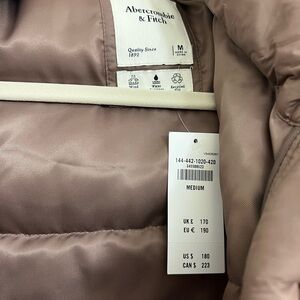 Abercrombie
& Fitch
Quality Since
1892
M
144-442-1020-420
MEDIUM
UK £ 170
EU € 190
US $ 180
CAN $ 223